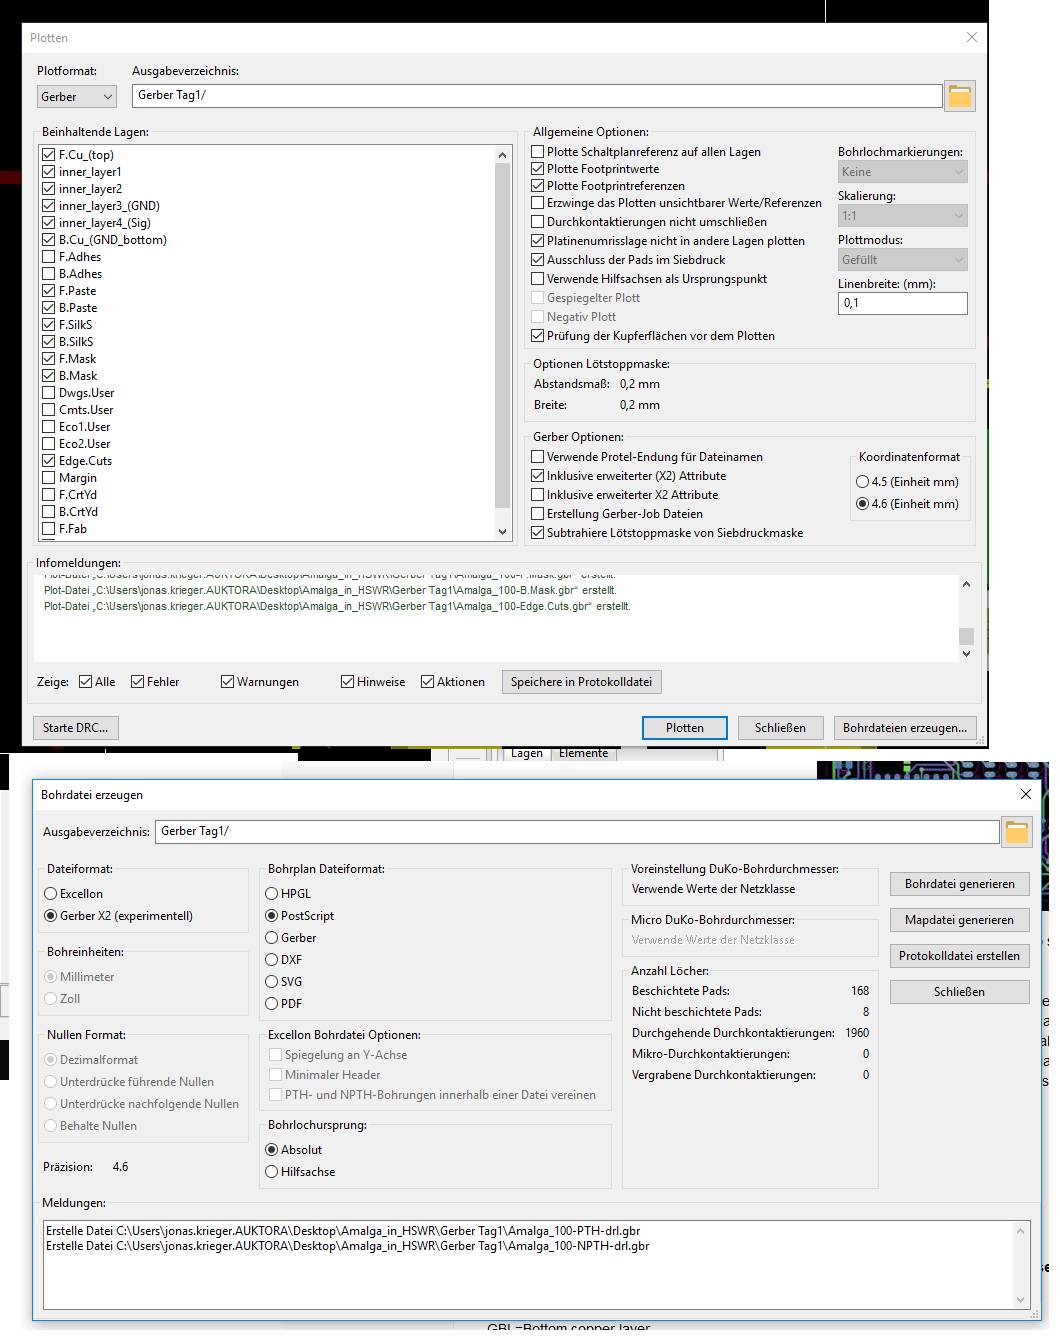 Plotten
Plotformat:
Ausgabeverzeichnis:
Gerber
Gerber Tag1/
Beinhaltende Lagen:
F.Cu_(top)
inner_layer1
inner_layer2
inner_layer3_(GND)
inner_layer4_(Sig)
B.Cu_(GND_bottom)
F.Adhes
B.Adhes
F.Paste
B.Paste
F.SilkS
B.SilkS
F.Mask
B.Mask
Dwgs.User
Cmts.User
Eco1.User
Eco2.User
Edge.Cuts
Margin
F.CrtYd
B.CrtYd
F.Fab
Allgemeine Optionen:
Plotte Schaltplanreferenz auf allen Lagen
Plotte Footprintwerte
Plotte Footprintreferenzen
Erzwinge das Plotten unsichtbarer Werte/Referenzen
Durchkontaktierungen nicht umschließen
Platinenumrisslage nicht in andere Lagen plotten
Ausschluss der Pads im Siebdruck
Verwende Hilfsachsen als Ursprungspunkt
Gespiegelter Plott
Negativ Plott
Prüfung der Kupferflächen vor dem Plotten
Bohrlochmarkierungen:
Keine
Skalierung:
1:1
Plottmodus:
Gefüllt
Linenbreite: (mm):
0,1
Optionen Lötstoppmaske:
Abstandsmaß: 0,2 mm
Breite: 0,2 mm
Gerber Optionen:
Verwende Protel-Endung für Dateinamen
Inklusive erweiterter (X2) Attribute
Inklusive erweiterter X2 Attribute
Erstellung Gerber-Job Dateien
Subtrahiere Lötstoppmaske von Siebdruckmaske
Koordinatenformat
4.5 (Einheit mm)
4.6 (Einheit mm)
Infomeldungen:
Plot-Datei „C:\Users\jonas.krieger.AUKTORA\Desktop\Amalga_in_HSWR\Gerber Tag1\Amalga_100-F.Mask.gbr“ erstellt.
Plot-Datei „C:\Users\jonas.krieger.AUKTORA\Desktop\Amalga_in_HSWR\Gerber Tag1\Amalga_100-B.Mask.gbr“ erstellt.
Plot-Datei „C:\Users\jonas.krieger.AUKTORA\Desktop\Amalga_in_HSWR\Gerber Tag1\Amalga_100-Edge.Cuts.gbr“ erstellt.
Zeige: Alle Fehler Warnungen Hinweise Aktionen Speichere in Protokolldatei
Starte DRC... Plotten Schließen Bohrdateien erzeugen...
Lagen Elemente
Bohrdatei erzeugen
Ausgabeverzeichnis: Gerber Tag1/
Dateiformat:
Excellon
Gerber X2 (experimentell)
Bohreinheiten:
Millimeter
Zoll
Nullen Format:
Dezimalformat
Unterdrücke führende Nullen
Unterdrücke nachfolgende Nullen
Behalte Nullen
Präzision: 4.6
Bohrplan Dateiformat:
HPGL
PostScript
Gerber
DXF
SVG
PDF
Excellon Bohrdatei Optionen:
Spiegelung an Y-Achse
Minimaler Header
PTH- und NPTH-Bohrungen innerhalb einer Datei vereinen
Bohrlochursprung:
Absolut
Hilfsachse
Voreinstellung DuKo-Bohrdurchmesser:
Verwende Werte der Netzklasse
Micro DuKo-Bohrdurchmesser:
Verwende Werte der Netzklasse
Anzahl Löcher:
Beschichtete Pads: 168
Nicht beschichtete Pads: 8
Durchgehende Durchkontaktierungen: 1960
Mikro-Durchkontaktierungen: 0
Vergrabene Durchkontaktierungen: 0
Bohrdatei generieren
Mapdatei generieren
Protokolldatei erstellen
Schließen
Meldungen:
Erstelle Datei C:\Users\jonas.krieger.AUKTORA\Desktop\Amalga_in_HSWR\Gerber Tag1\Amalga_100-PTH-drl.gbr
Erstelle Datei C:\Users\jonas.krieger.AUKTORA\Desktop\Amalga_in_HSWR\Gerber Tag1\Amalga_100-NPTH-drl.gbr
GBL=Bottom copper layer